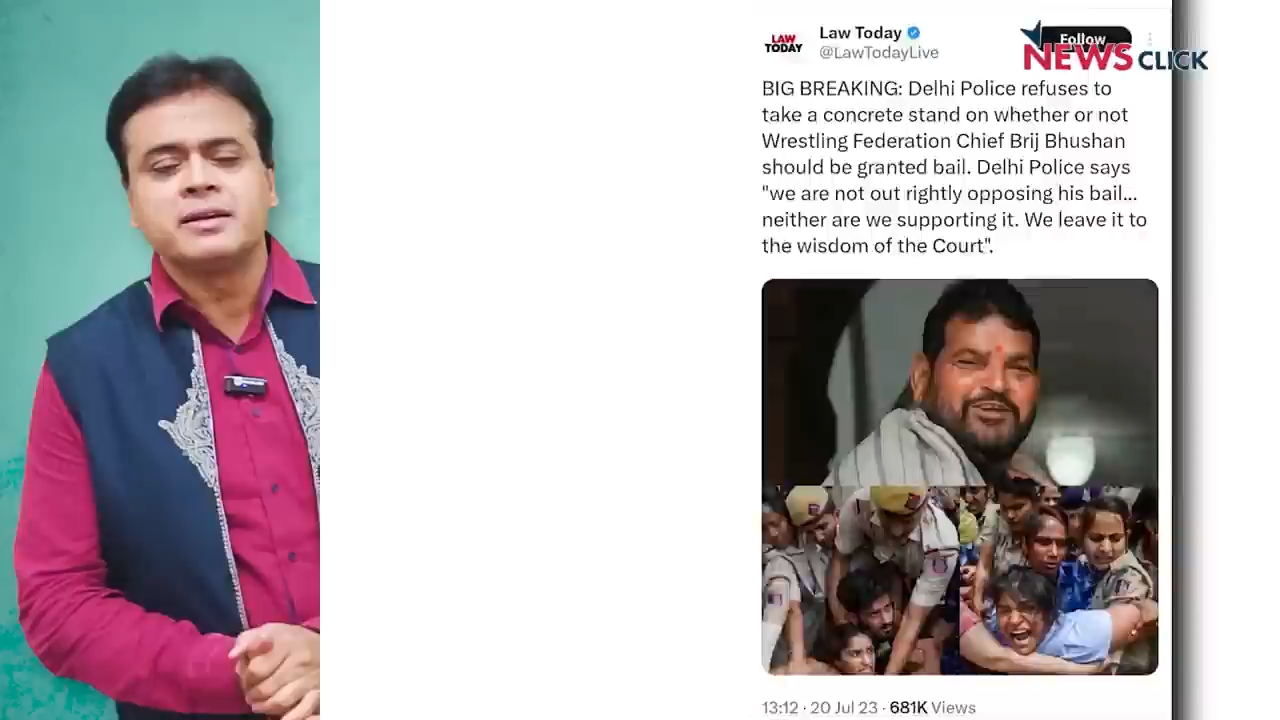 LAW
TODAY
Law Today
@LawTodayLive
Follow
NEWSCLICK
BIG BREAKING: Delhi Police refuses to
take a concrete stand on whether or not
Wrestling Federation Chief Brij Bhushan
should be granted bail. Delhi Police says
"we are not out rightly opposing his bail...
neither are we supporting it. We leave it to
the wisdom of the Court".
13:12 · 20 Jul 23 · 681K Views